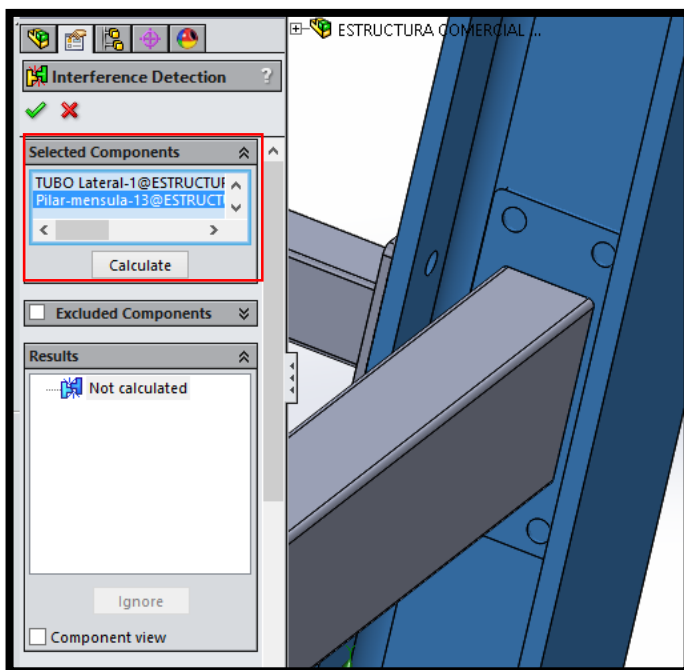 ESTRUCTURA COMERCIAL ...
Interference Detection ?
Selected Components
TUBO Lateral-1@ESTRUCTUR
Pilar-mensula-13@ESTRUCT
Calculate
Excluded Components
Results
Not calculated
Ignore
Component view